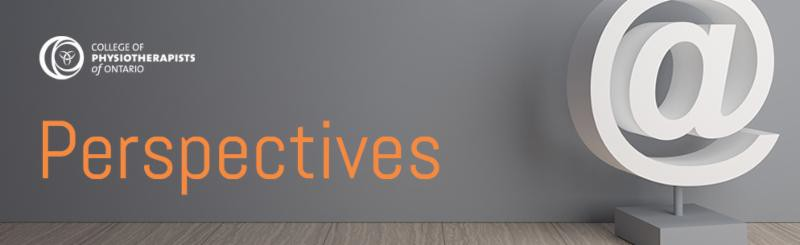 COLLEGE OF
PHYSIOTHERAPISTS
of ONTARIO
Perspectives
@